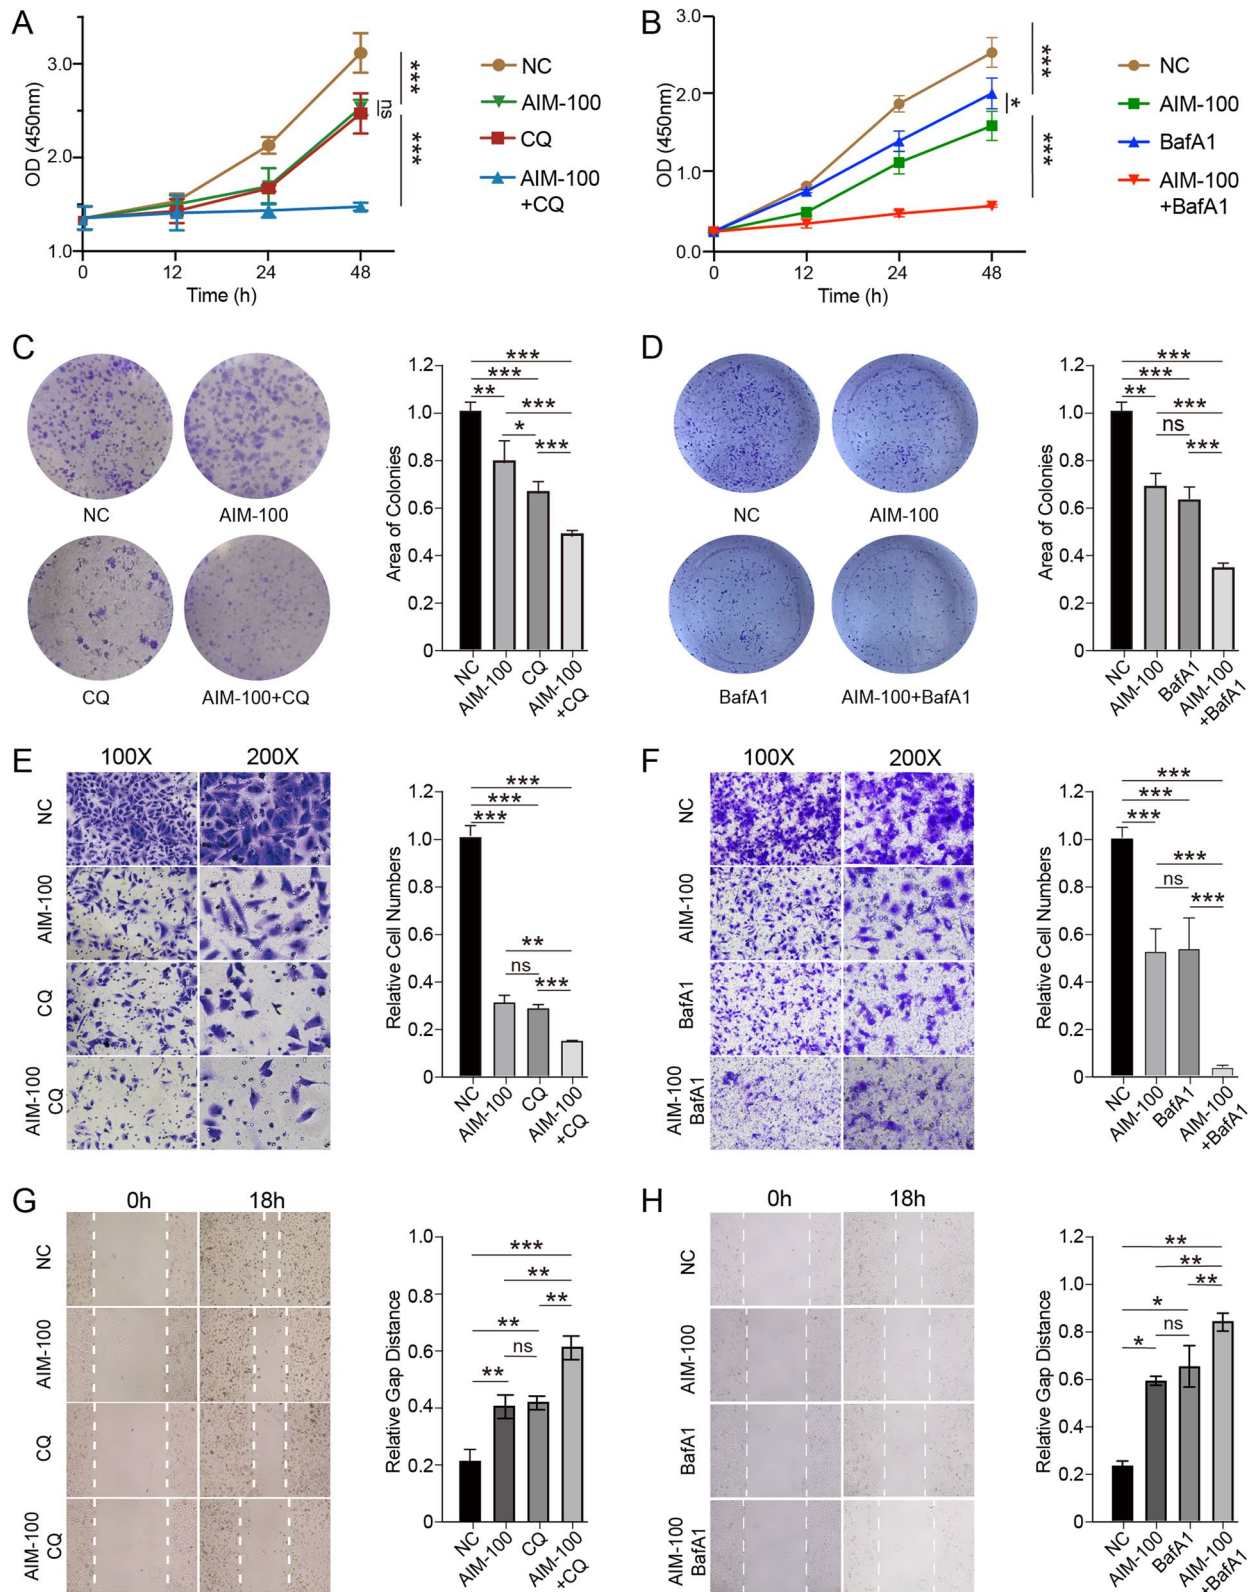 A
OD (450nm)
3.0
2.0
1.0
0
12
24
48
Time (h)
***
ns
***
NC
AIM-100
CQ
AIM-100
+CQ
B
OD (450nm)
3.0
2.0
1.0
0.0
0
12
24
48
Time (h)
***
*
***
NC
AIM-100
BafA1
AIM-100
+BafA1
C
NC
AIM-100
CQ
AIM-100+CQ
Area of Colonies
1.2
1.0
0.8
0.6
0.4
0.2
0
***
***
**
***
*
***
NC
AIM-100
CQ
AIM-100
+CQ
D
NC
AIM-100
BafA1
AIM-100+BafA1
Area of Colonies
1.2
1.0
0.8
0.6
0.4
0.2
0
***
***
**
***
ns
***
NC
AIM-100
BafA1
AIM-100
+BafA1
E
100X
200X
NC
AIM-100
CQ
AIM-100
CQ
Relative Cell Numbers
1.2
1.0
0.8
0.6
0.4
0.2
0
***
***
***
**
ns
***
NC
AIM-100
CQ
AIM-100
+CQ
F
100X
200X
NC
AIM-100
BafA1
AIM-100
BafA1
Relative Cell Numbers
1.2
1.0
0.8
0.6
0.4
0.2
0
***
***
***
***
ns
***
NC
AIM-100
BafA1
AIM-100
+BafA1
G
0h
18h
NC
AIM-100
CQ
AIM-100
CQ
Relative Gap Distance
1.0
0.8
0.6
0.4
0.2
0
***
**
**
**
ns
**
NC
AIM-100
CQ
AIM-100
+CQ
H
0h
18h
NC
AIM-100
BafA1
AIM-100
BafA1
Relative Gap Distance
1.2
1.0
0.8
0.6
0.4
0.2
0
**
**
**
*
ns
*
NC
AIM-100
BafA1
AIM-100
+BafA1